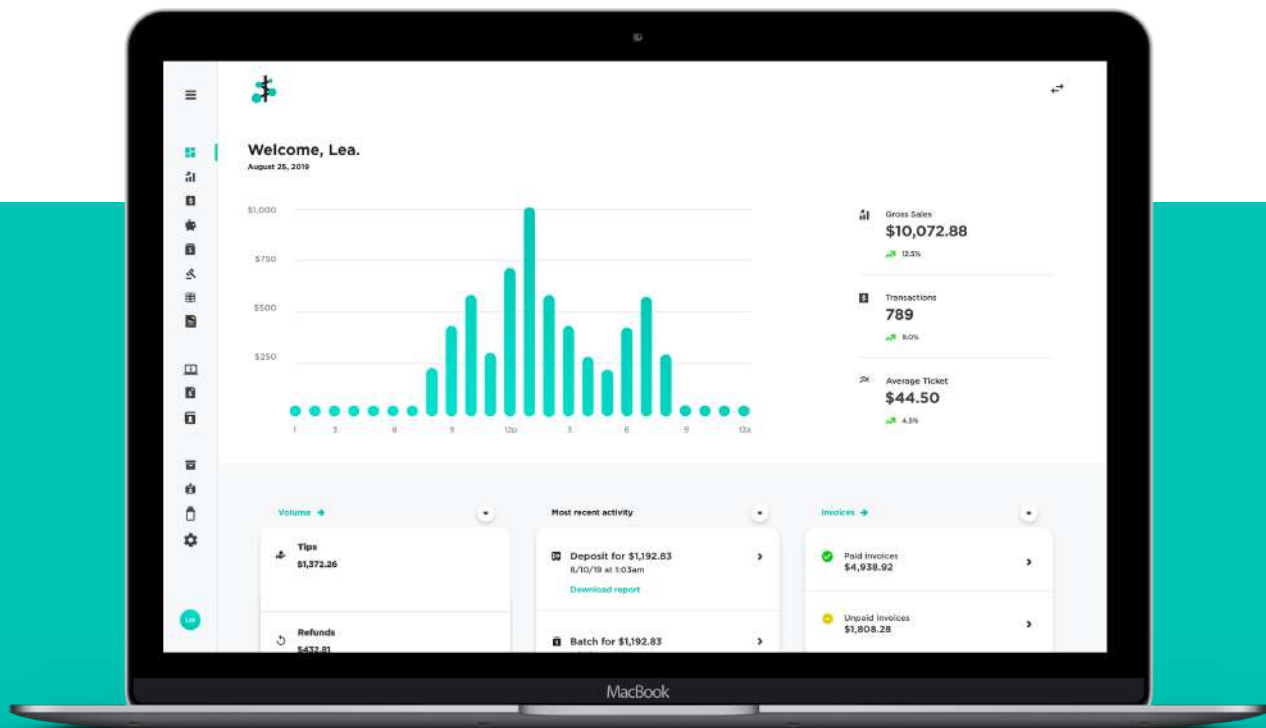 Welcome, Lea.
August 25, 2019
$1,000
$750
$500
$250
1 3 6 9 12p 3 6 9 12a
Gross Sales
$10,072.88
12.5%
Transactions
789
9.0%
Average Ticket
$44.50
4.5%
Volume
Tips
$1,372.26
Refunds
$432.81
Most recent activity
Deposit for $1,192.83
8/10/19 at 1:03am
Download report
Batch for $1,192.83
Invoices
Paid Invoices
$4,938.92
Unpaid Invoices
$1,808.28
LW
MacBook